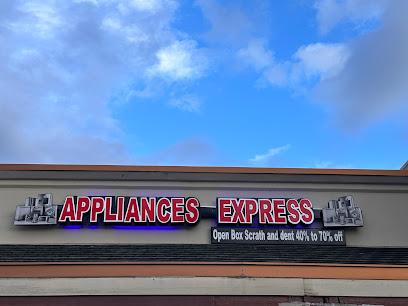 APPLIANCES EXPRESS
Open Box Scrath and dent 40% to 70% off